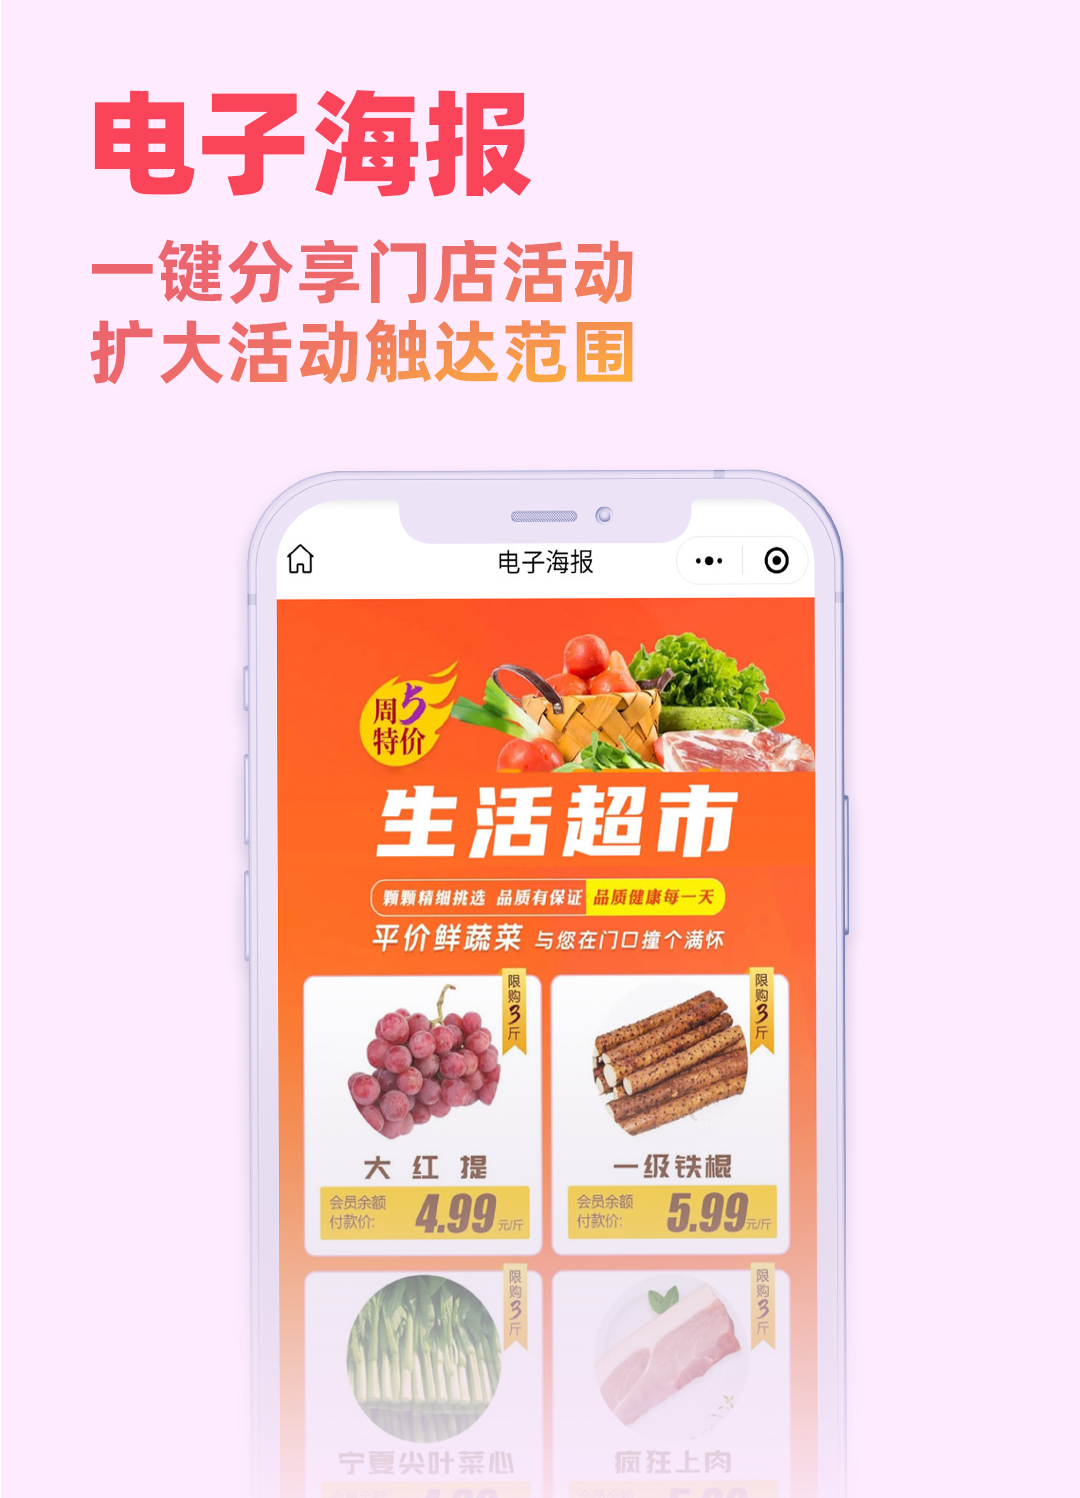 电子海报
一键分享门店活动
扩大活动触达范围
电子海报
周5
特价
生活超市
颗颗精细挑选 品质有保证 品质健康每一天
平价鲜蔬菜 与您在门口撞个满怀
限购3斤
限购3斤
大红提
一级铁棍
会员余额
付款价:
4.99元/斤
会员余额
付款价:
5.99元/斤
限购3斤
限购3斤
宁夏尖叶菜心
疯狂上肉